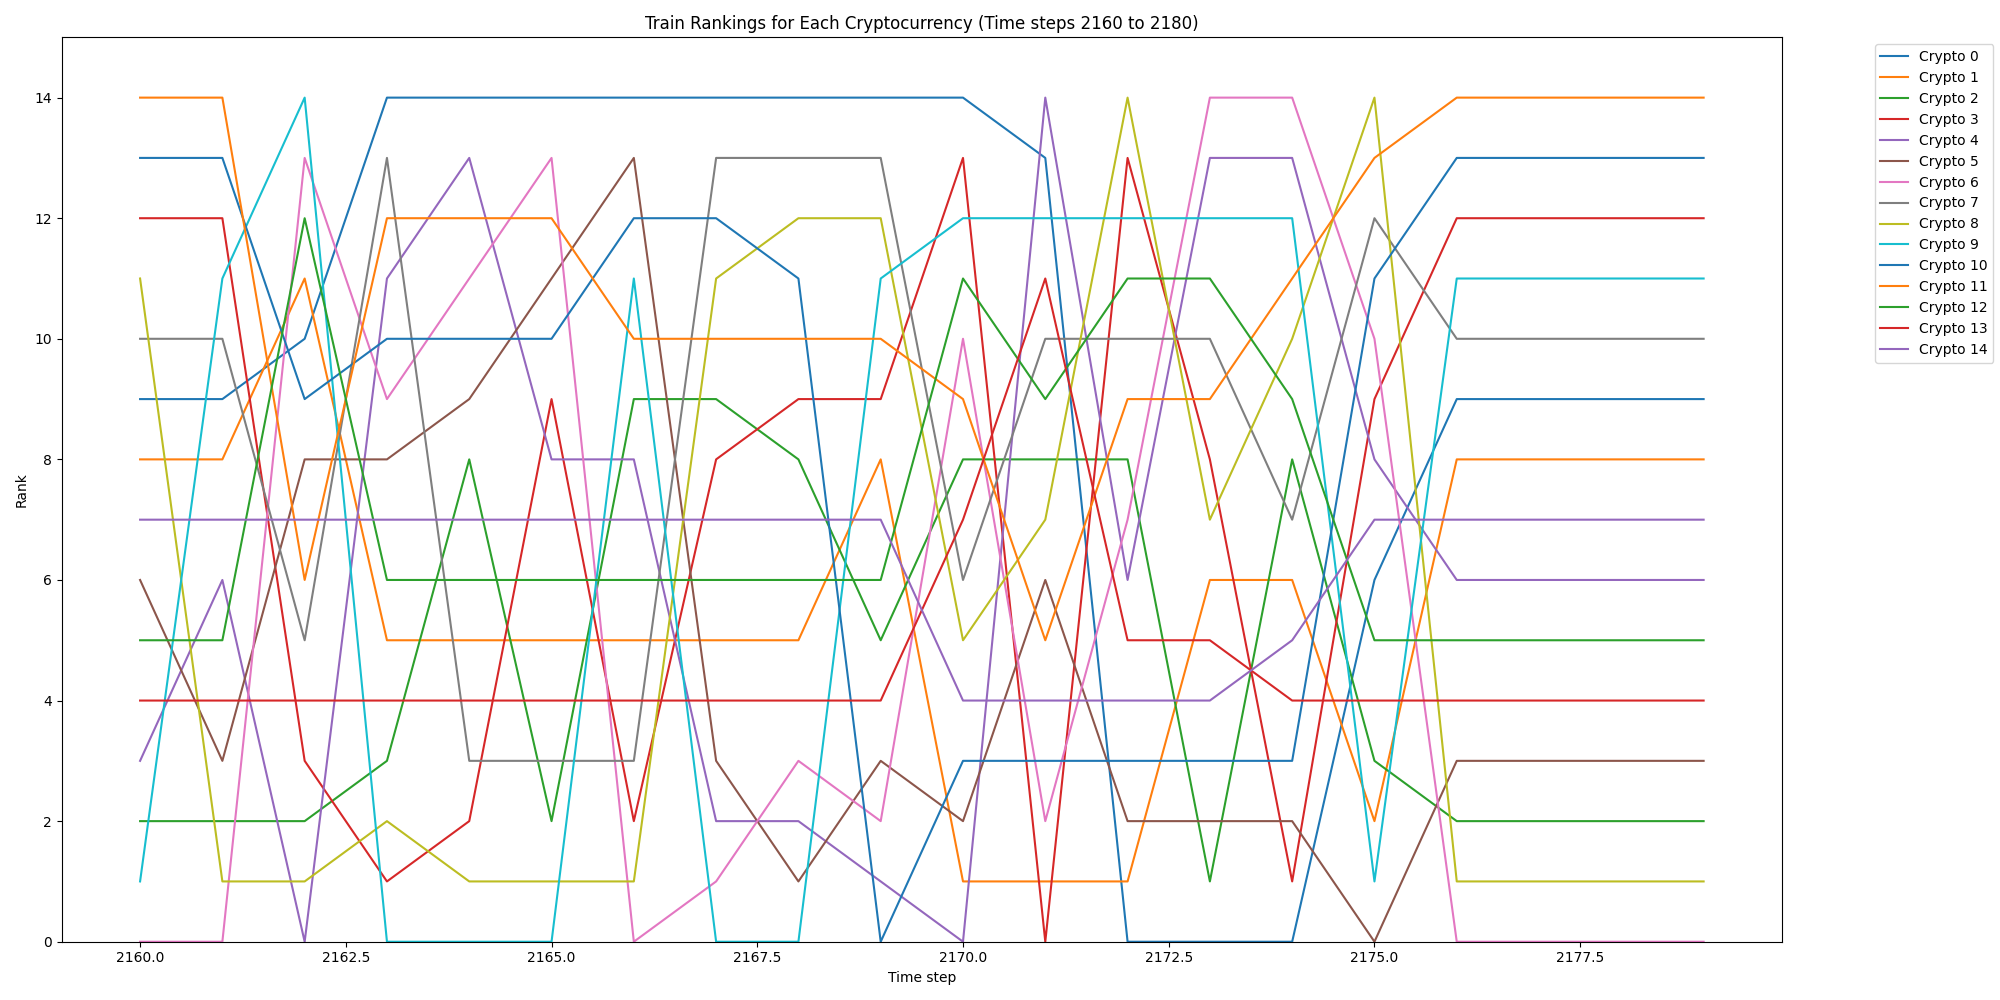 Train Rankings for Each Cryptocurrency (Time steps 2160 to 2180)
Rank
14
12
10
8
6
4
2
0
2160.0 2162.5 2165.0 2167.5 2170.0 2172.5 2175.0 2177.5
Time step
Crypto 0
Crypto 1
Crypto 2
Crypto 3
Crypto 4
Crypto 5
Crypto 6
Crypto 7
Crypto 8
Crypto 9
Crypto 10
Crypto 11
Crypto 12
Crypto 13
Crypto 14